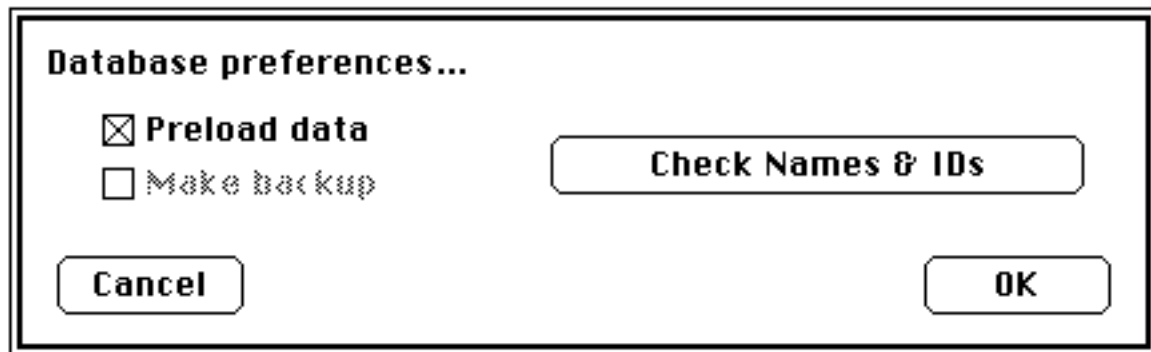 Database preferences...
Preload data
Make backup
Check Names & IDs
Cancel
OK